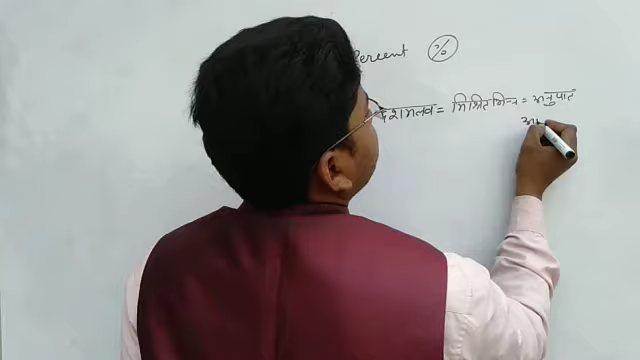 Percent %
दशमलव = मिश्रित भिन्न = अनुपात